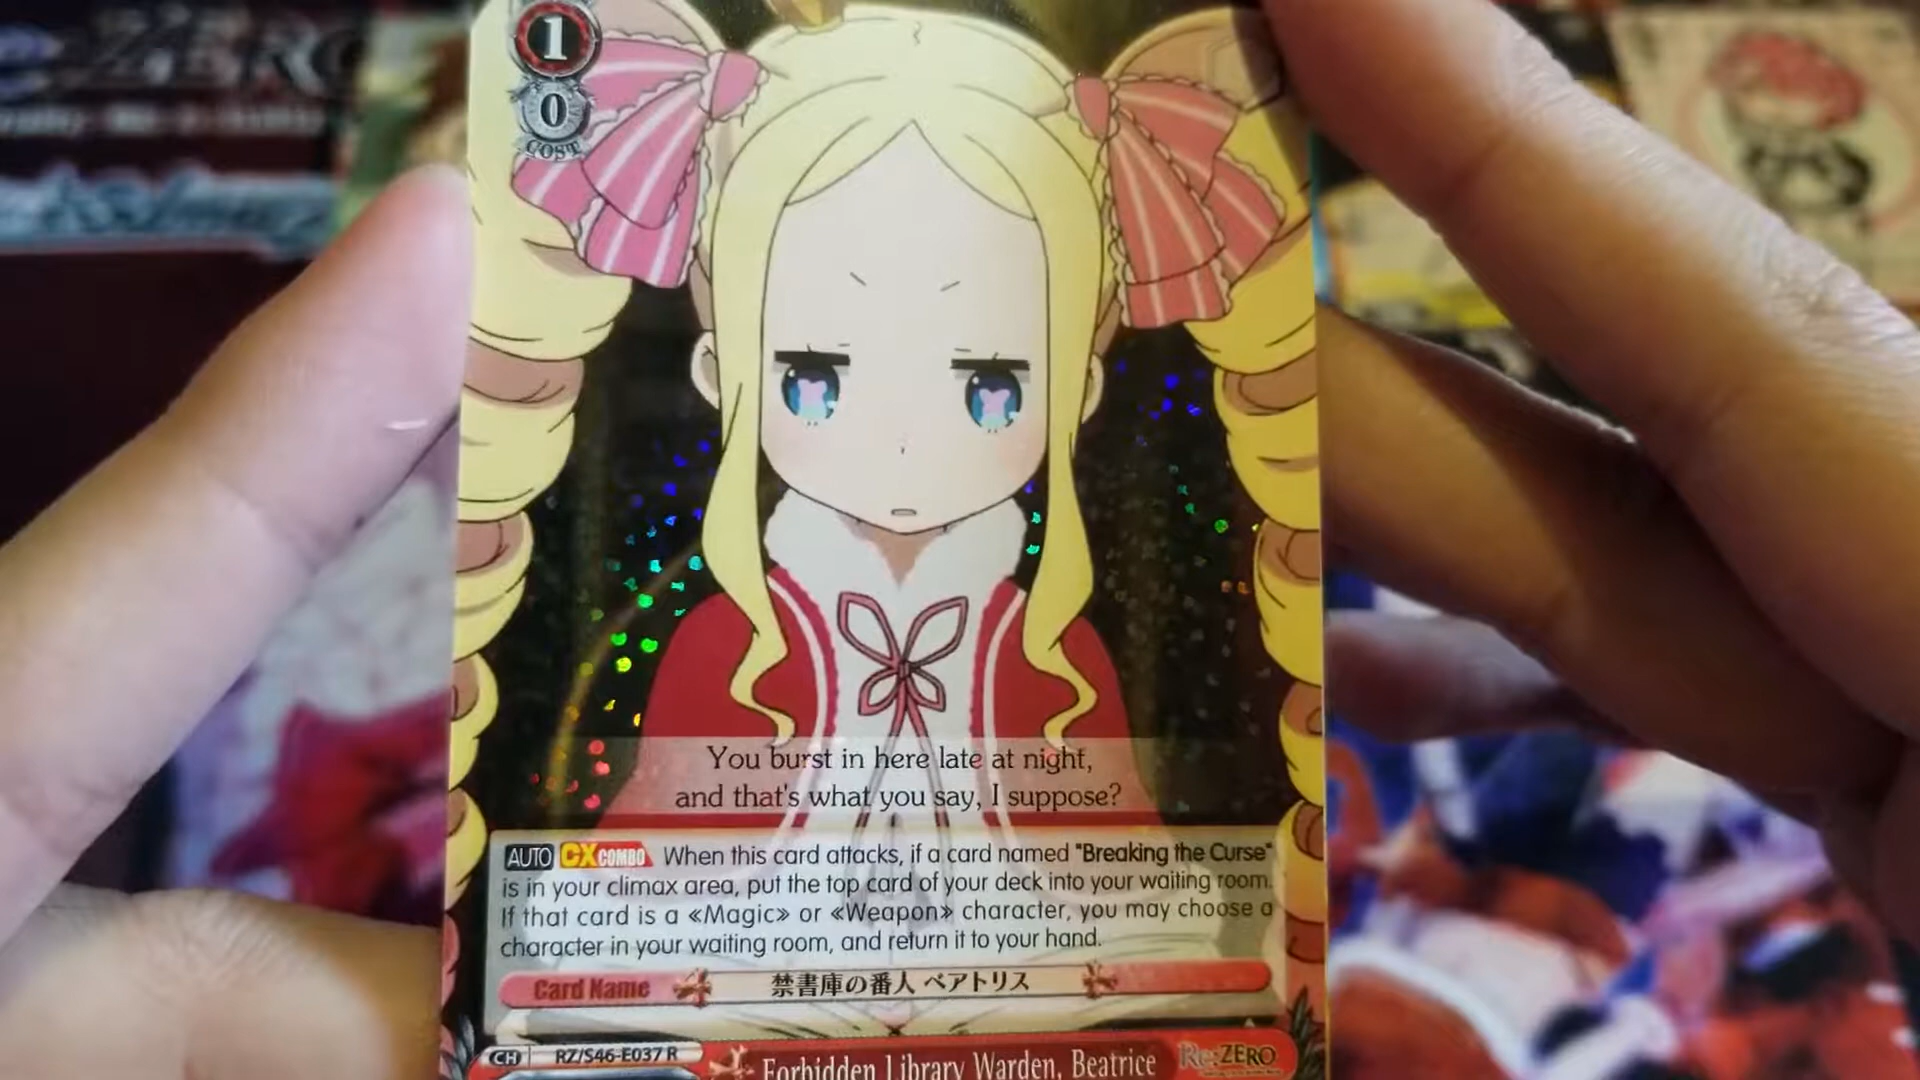 1
0
COST
You burst in here late at night,
and that's what you say, I suppose?
AUTO CX COMBO When this card attacks, if a card named "Breaking the Curse"
is in your climax area, put the top card of your deck into your waiting room.
If that card is a «Magic» or «Weapon» character, you may choose a
character in your waiting room, and return it to your hand.
Card Name 禁書庫の番人 ベアトリス
CH RZ/S46-E037 R
Forbidden Library Warden, Beatrice
Re:ZERO